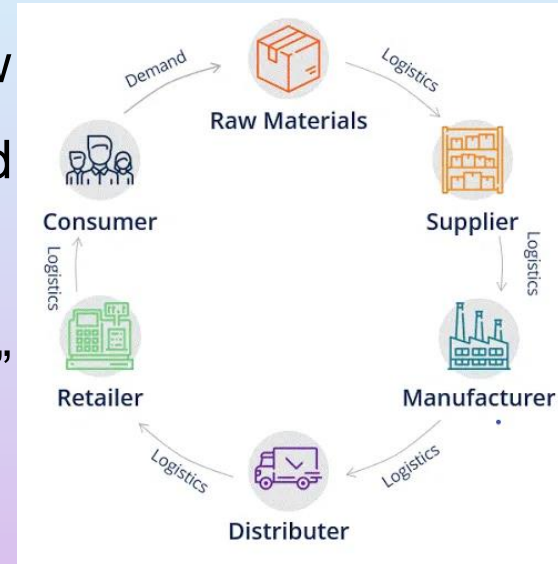 w
d
”
Demand
Raw Materials
Logistics
Supplier
Logistics
Manufacturer
Logistics
Distributer
Logistics
Retailer
Logistics
Consumer